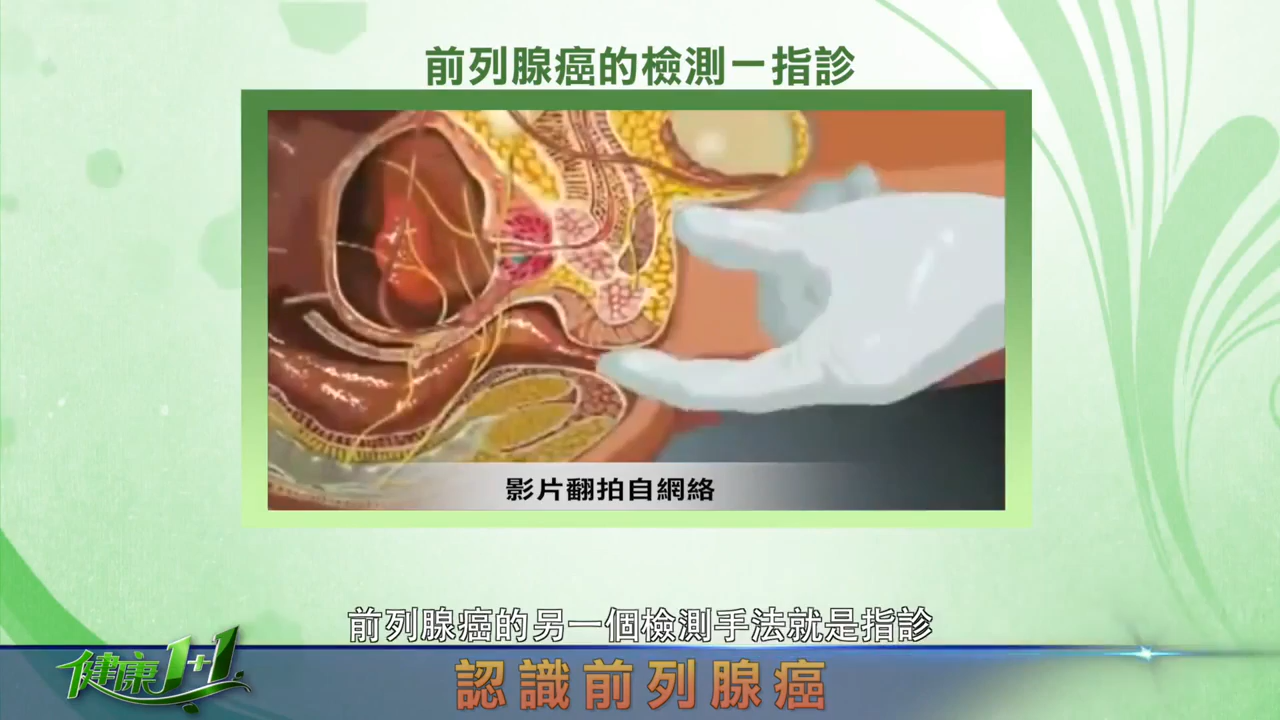 前列腺癌的檢測一指診
影片翻拍自網絡
前列腺癌的另一個檢測手法就是指診
健康1+1
認識前列腺癌